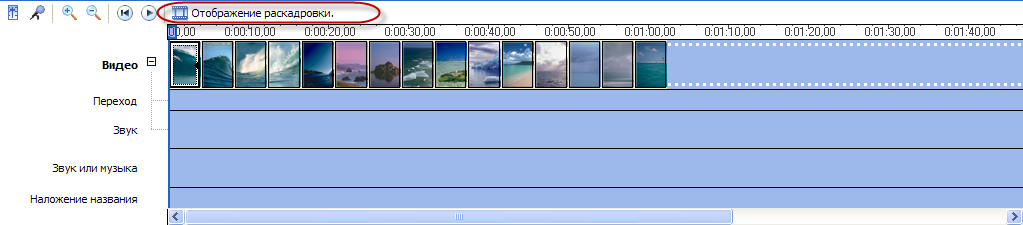 Отображение раскадровки.
00,00 0:00:10,00 0:00:20,00 0:00:30,00 0:00:40,00 0:00:50,00 0:01:00,00 0:01:10,00 0:01:20,00 0:01:30,00 0:01:40,00
Видео
Переход
Звук
Звук или музыка
Наложение названия